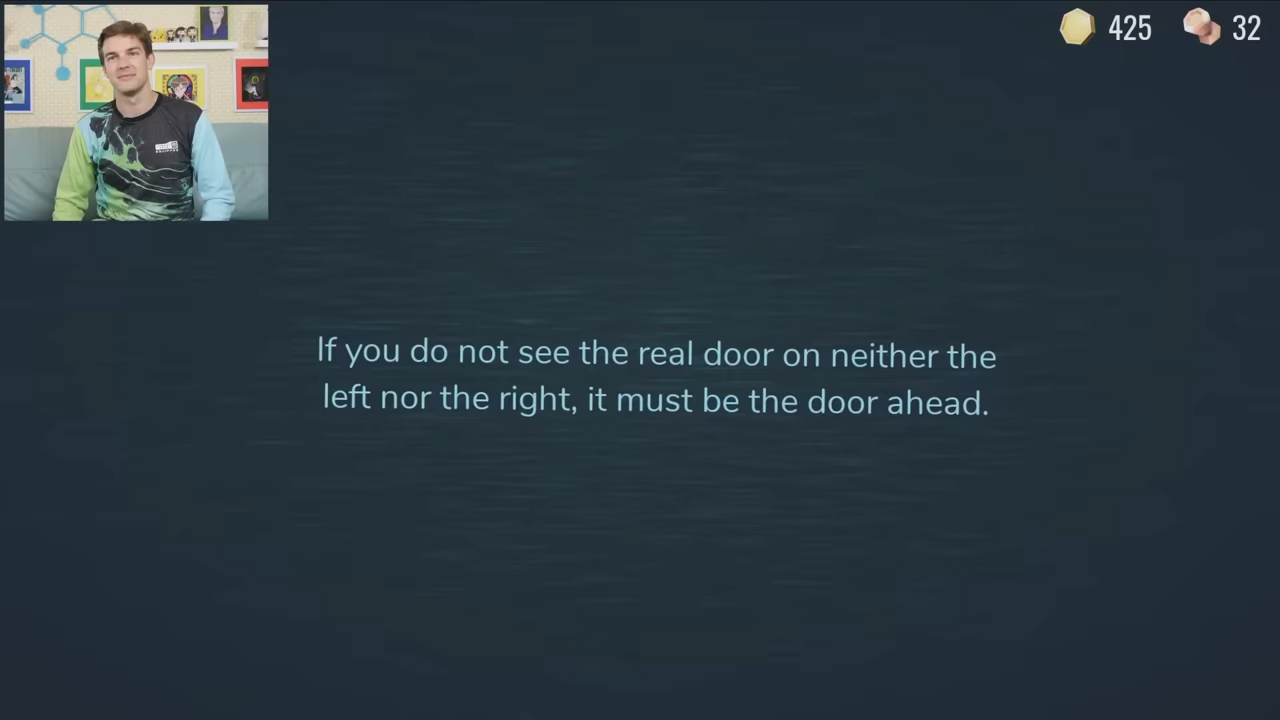 425
32
If you do not see the real door on neither the
left nor the right, it must be the door ahead.